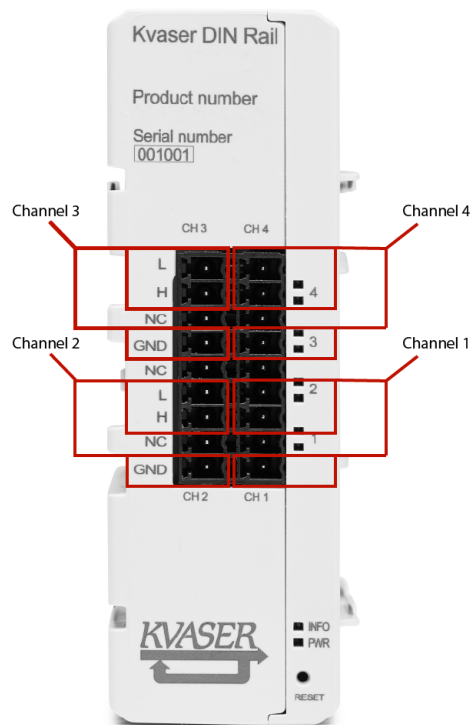 Kvaser DIN Rail
Product number
Serial number
001001
Channel 3
Channel 4
CH 3 CH 4
L
H 4
NC
GND 3
Channel 2
Channel 1
NC
L 2
H
NC 1
GND
CH 2 CH 1
KVASER
INFO
PWR
RESET